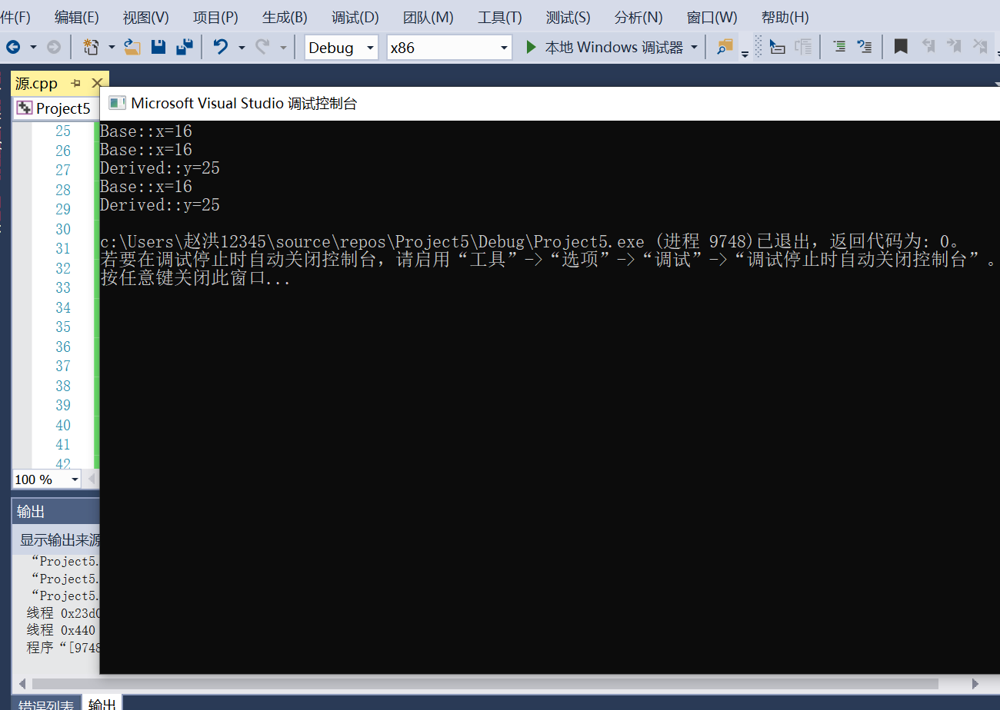 件(F) 编辑(E) 视图(V) 项目(P) 生成(B) 调试(D) 团队(M) 工具(T) 测试(S) 分析(N) 窗口(W) 帮助(H)
Debug x86 本地 Windows 调试器
源.cpp
Project5
Microsoft Visual Studio 调试控制台
25
26
27
28
29
30
31
32
33
34
35
36
37
38
39
40
41
42
Base::x=16
Base::x=16
Derived::y=25
Base::x=16
Derived::y=25
c:\Users\赵洪12345\source\repos\Project5\Debug\Project5.exe (进程 9748)已退出，返回代码为: 0。
若要在调试停止时自动关闭控制台，请启用“工具”->“选项”->“调试”->“调试停止时自动关闭控制台”。
按任意键关闭此窗口...
100 %
输出
显示输出来源
“Project5.
“Project5.
“Project5.
线程 0x23d0
线程 0x440
程序“[9748
错误列表 输出